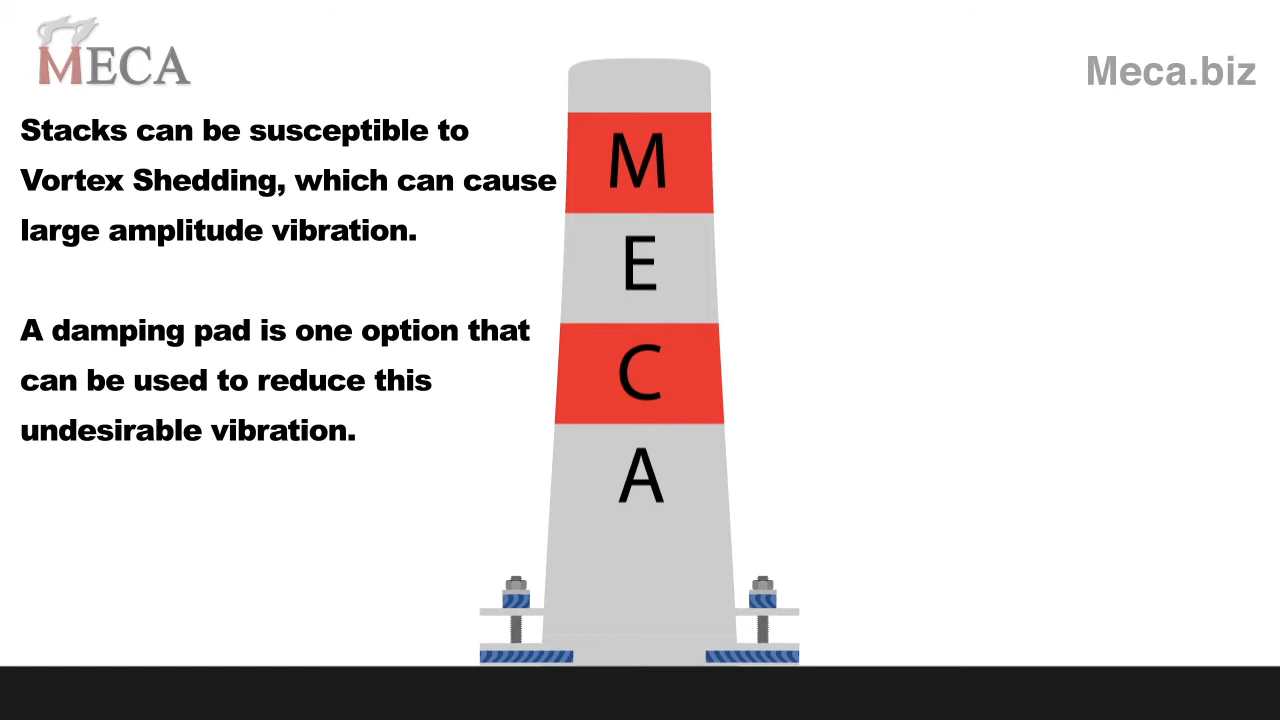 MECA
Meca.biz
Stacks can be susceptible to
Vortex Shedding, which can cause
large amplitude vibration.
A damping pad is one option that
can be used to reduce this
undesirable vibration.
M
E
C
A